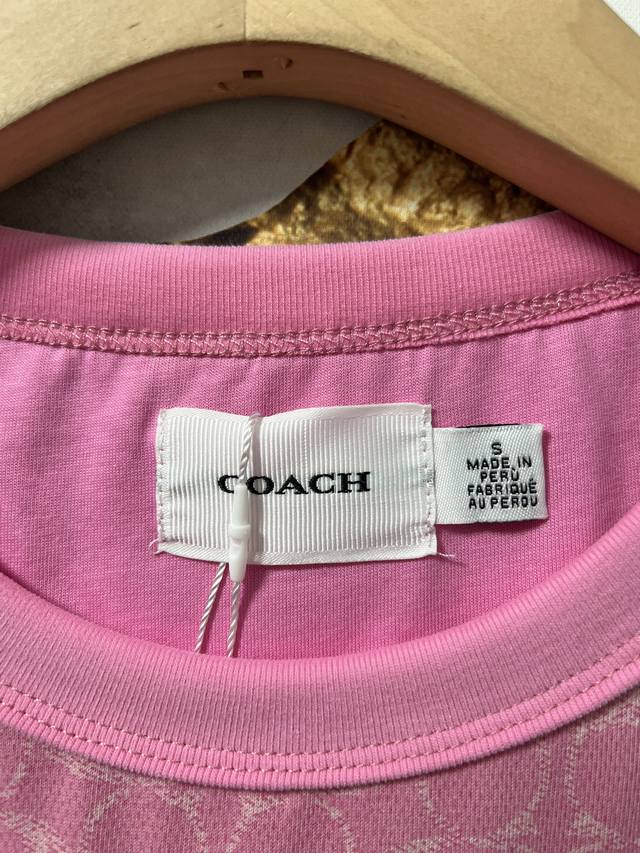 COACH
S
MADE IN
PERU
FABRIQUÉ
AU PEROU